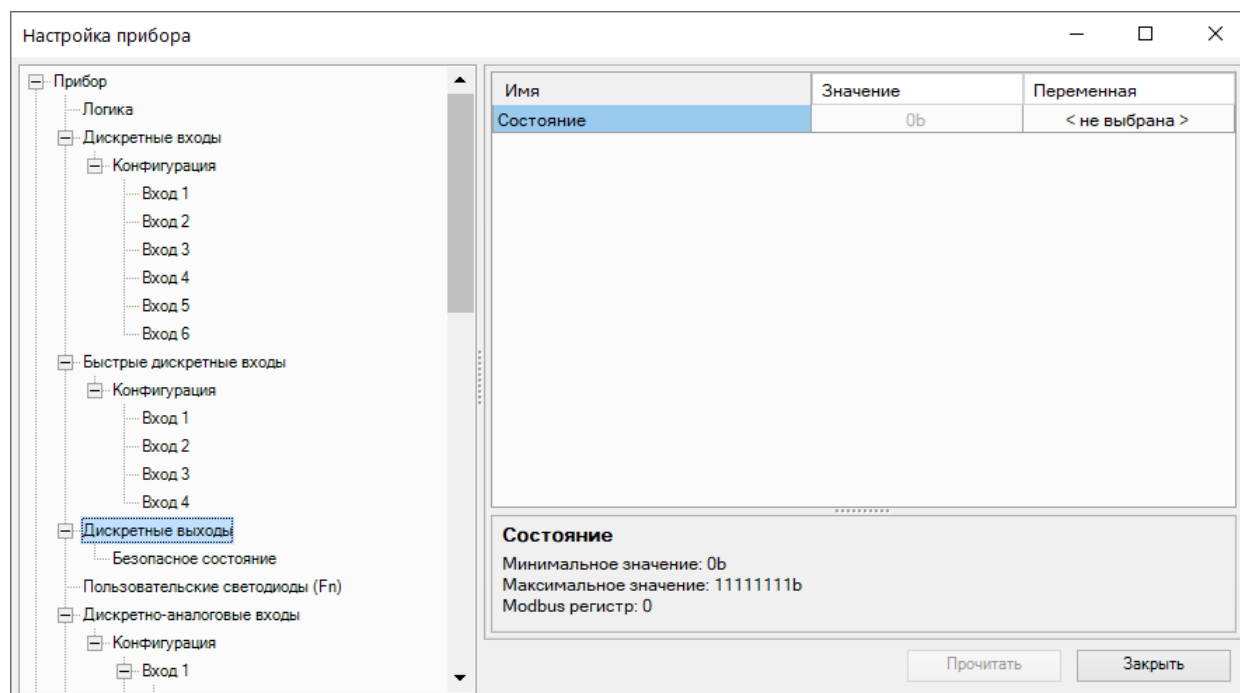 Настройка прибора
Прибор
Логика
Дискретные входы
Конфигурация
Вход 1
Вход 2
Вход 3
Вход 4
Вход 5
Вход 6
Быстрые дискретные входы
Конфигурация
Вход 1
Вход 2
Вход 3
Вход 4
Дискретные выходы
Безопасное состояние
Пользовательские светодиоды (Fn)
Дискретно-аналоговые входы
Конфигурация
Вход 1
Имя Значение Переменная
Состояние 0b < не выбрана >
Состояние
Минимальное значение: 0b
Максимальное значение: 11111111b
Modbus регистр: 0
Прочитать Закрыть